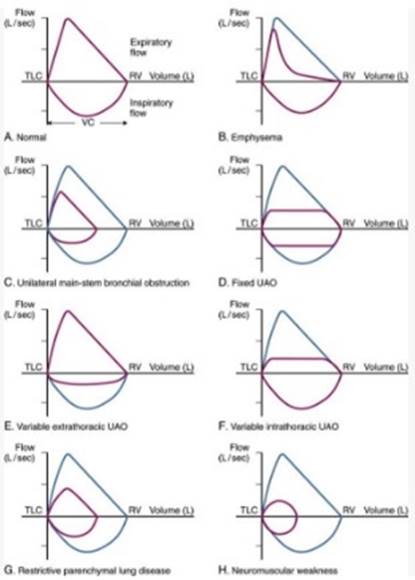 Flow
(L/sec)
Expiratory
flow
TLC
RV Volume (L)
Inspiratory
flow
VC
A. Normal
Flow
(L/sec)
TLC
RV Volume (L)
B. Emphysema
Flow
(L/sec)
TLC
RV Volume (L)
C. Unilateral main-stem bronchial obstruction
Flow
(L/sec)
TLC
RV Volume (L)
D. Fixed UAO
Flow
(L/sec)
TLC
RV Volume (L)
E. Variable extrathoracic UAO
Flow
(L/sec)
TLC
RV Volume (L)
F. Variable intrathoracic UAO
Flow
(L/sec)
TLC
RV Volume (L)
G. Restrictive parenchymal lung disease
Flow
(L/sec)
TLC
RV Volume (L)
H. Neuromuscular weakness